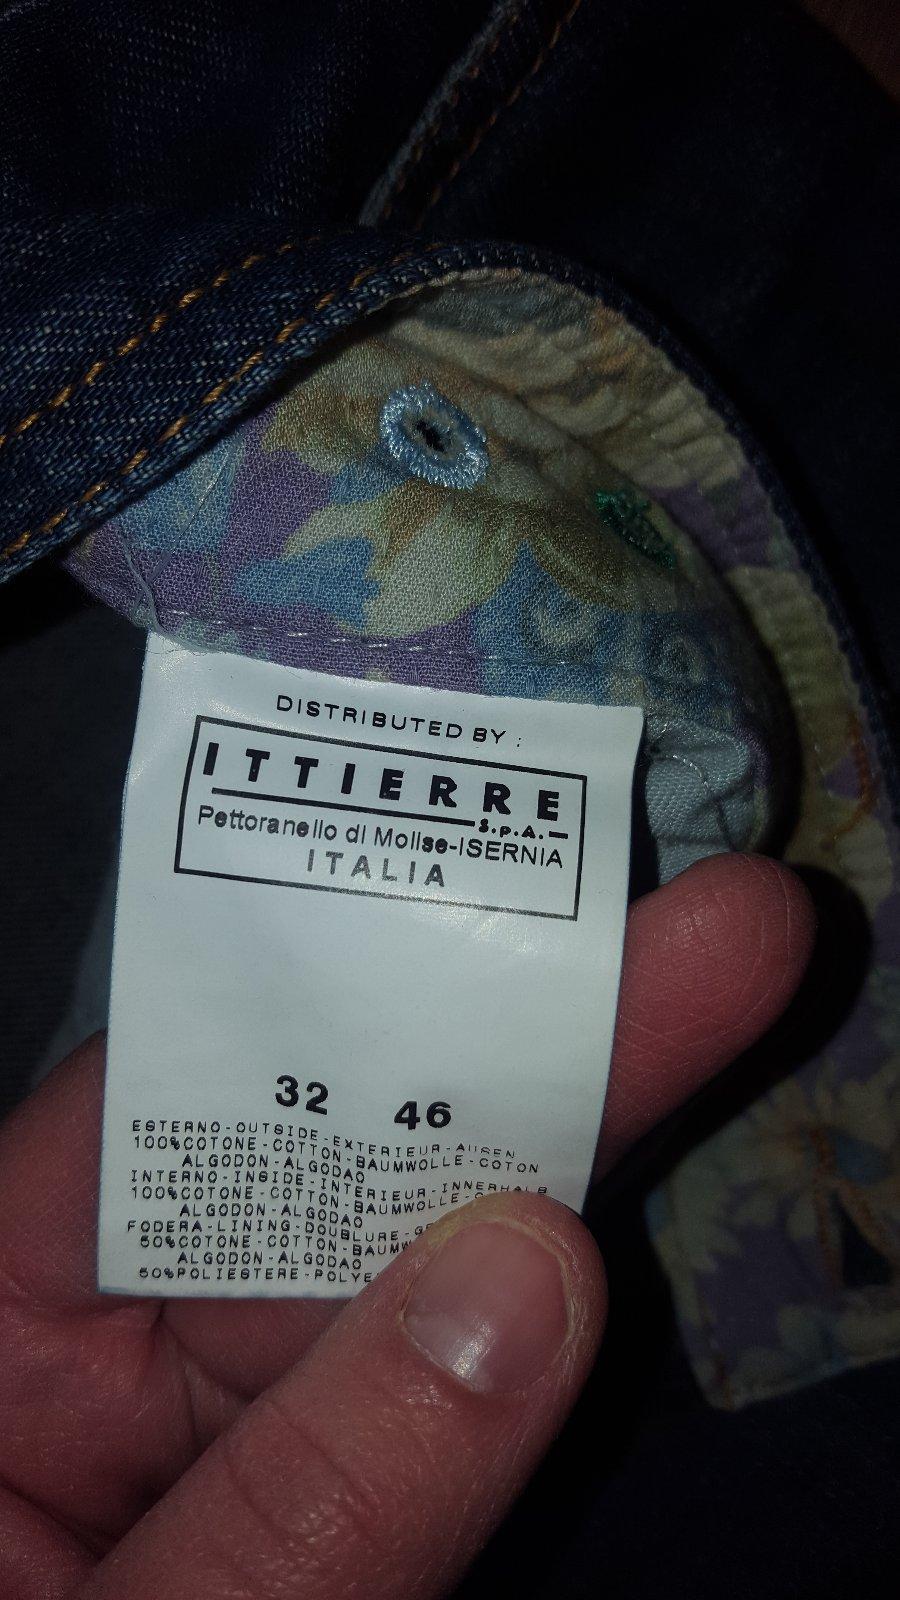 DISTRIBUTED BY :
ITTIERRE
S.p.A.
Pettoranello di Molise-ISERNIA
ITALIA
32 46
ESTERNO-OUTSIDE-EXTERIEUR-AUSSEN
100%COTONE-COTTON-BAUMWOLLE-COTON
ALGODON-ALGODAO
INTERNO-INSIDE-INTERIEUR-INNERHALB
100%COTONE-COTTON-BAUMWOLLE-
ALGODON-ALGODAO
FODERA-LINING-DOUBLURE-
50%COTONE-COTTON-
ALGODON-ALGODAO
50%POLIESTERE-